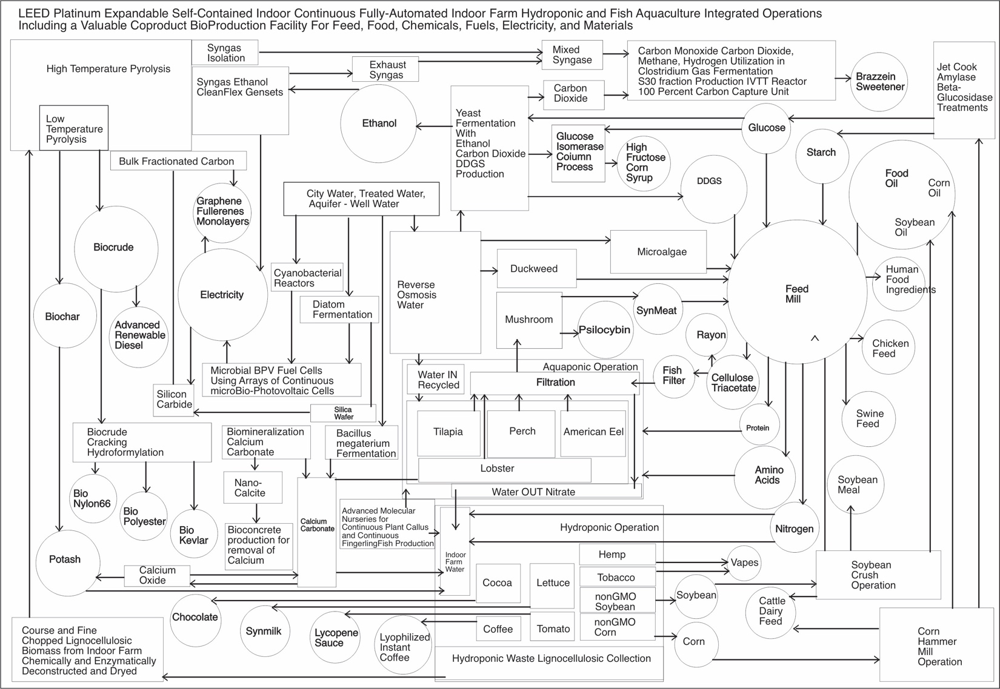 LEED Platinum Expandable Self-Contained Indoor Continuous Fully-Automated Indoor Farm Hydroponic and Fish Aquaculture Integrated Operations
Including a Valuable Coproduct BioProduction Facility For Feed, Food, Chemicals, Fuels, Electricity, and Materials
High Temperature Pyrolysis
Syngas
Isolation
Syngas Ethanol
CleanFlex Gensets
Exhaust
Syngas
Mixed
Syngase
Carbon Monoxide Carbon Dioxide,
Methane, Hydrogen Utilization in
Clostridium Gas Fermentation
S30 fraction Production IVTT Reactor
100 Percent Carbon Capture Unit
Brazzein
Sweetener
Jet Cook
Amylase
Beta-
Glucosidase
Treatments
Low
Temperature
Pyrolysis
Ethanol
Yeast
Fermentation
With
Ethanol
Carbon Dioxide
DDGS
Production
Carbon
Dioxide
Glucose
Starch
Glucose
Isomerase
Coiumn
Process
High
Fructose
Corn
Syrup
DDGS
Food
Oil
Corn
Oil
Soybean
Oil
Bulk Fractionated Carbon
Graphene
Fullerenes
Monolayers
City Water, Treated Water,
Aquifer - Well Water
Biocrude
Electricity
Cyanobacterial
Reactors
Diatom
Fermentation
Reverse
Osmosis
Water
Microalgae
Duckweed
Mushroom
SynMeat
Psilocybin
Feed
Mill
Human
Food
Ingredients
Biochar
Advanced
Renewable
Diesel
Rayon
Chicken
Feed
Microbial BPV Fuel Cells
Using Arrays of Continuous
microBio-Photovoltaic Cells
Silicon
Carbide
Silica
Wafer
Water IN
Recycled
Aquaponic Operation
Filtration
Fish
Filter
Cellulose
Triacetate
Swine
Feed
Tilapia
Perch
American Eel
Protein
Lobster
Water OUT Nitrate
Amino
Acids
Soybean
Meal
Biocrude
Cracking
Hydroformylation
Biomineralization
Calcium
Carbonate
Bacillus
megaterium
Fermentation
Bio
Nylon66
Bio
Polyester
Bio
Kevlar
Nano-
Calcite
Bioconcrete
production for
removal of
Calcium
Calcium
Carbonate
Advanced Molecular
Nurseries for
Continuous Plant Callus
and Continuous
FingerlingFish Production
Indoor
Farm
Water
Hydroponic Operation
Nitrogen
Potash
Calcium
Oxide
Cocoa
Lettuce
Hemp
Tobacco
nonGMO
Soybean
nonGMO
Corn
Coffee
Tomato
Vapes
Soybean
Corn
Soybean
Crush
Operation
Cattle
Dairy
Feed
Corn
Hammer
Mill
Operation
Chocolate
Synmilk
Lycopene
Sauce
Lyophilized
Instant
Coffee
Course and Fine
Chopped Lignocellulosic
Biomass from Indoor Farm
Chemically and Enzymatically
Deconstructed and Dryed
Hydroponic Waste Lignocellulosic Collection